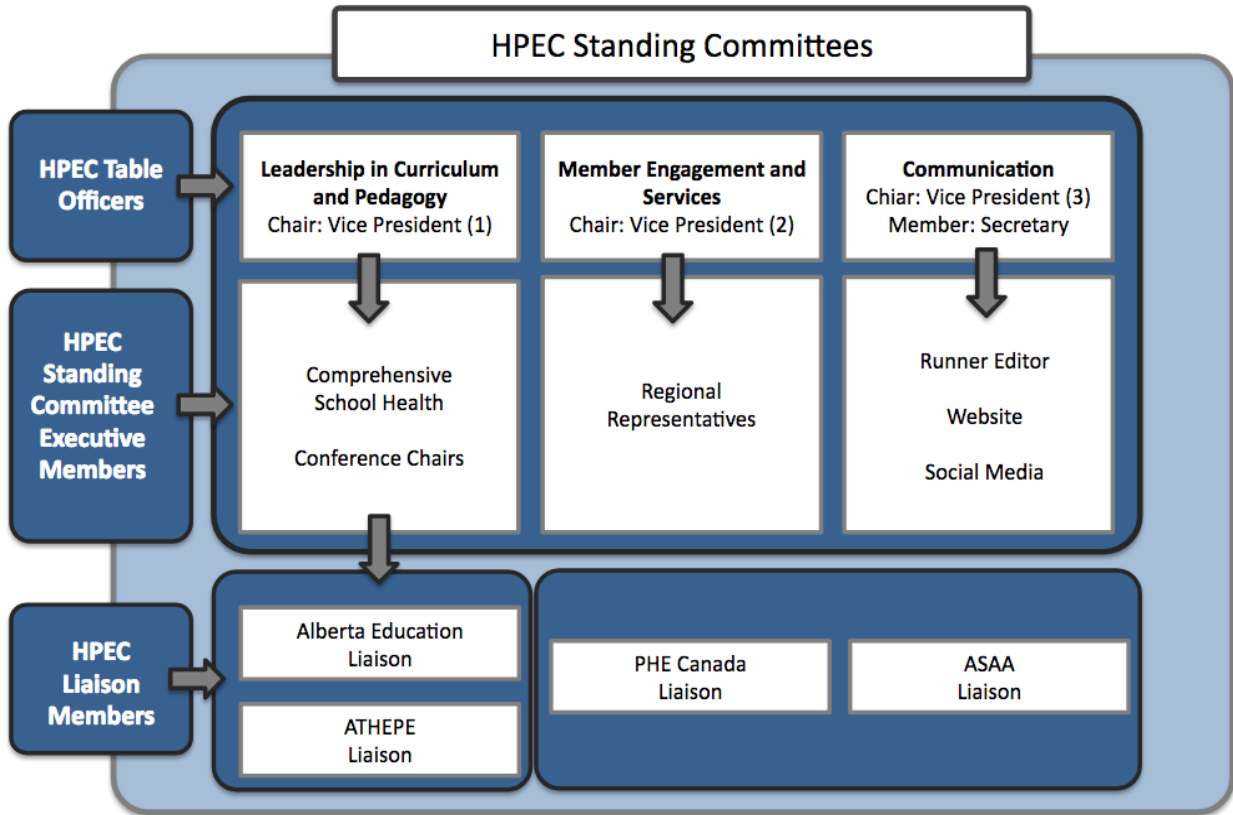 HPEC Standing Committees
HPEC Table
Officers
Leadership in Curriculum
and Pedagogy
Chair: Vice President (1)
Member Engagement and
Services
Chair: Vice President (2)
Communication
Chiar: Vice President (3)
Member: Secretary
HPEC
Standing
Committee
Executive
Members
Comprehensive
School Health
Conference Chairs
Regional
Representatives
Runner Editor
Website
Social Media
HPEC
Liaison
Members
Alberta Education
Liaison
ATHEPE
Liaison
PHE Canada
Liaison
ASAA
Liaison